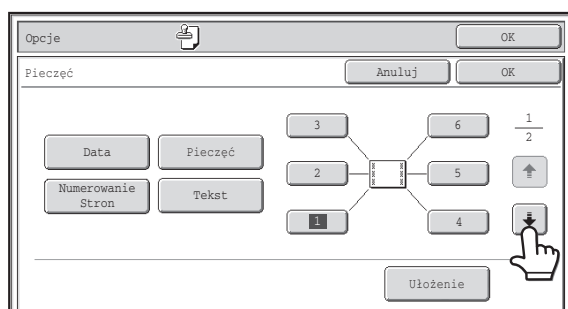 Opcje
OK
Pieczęć
Anuluj
OK
Data
Pieczęć
Numerowanie
Stron
Tekst
3
6
2
5
1
4
1
2
Ułożenie